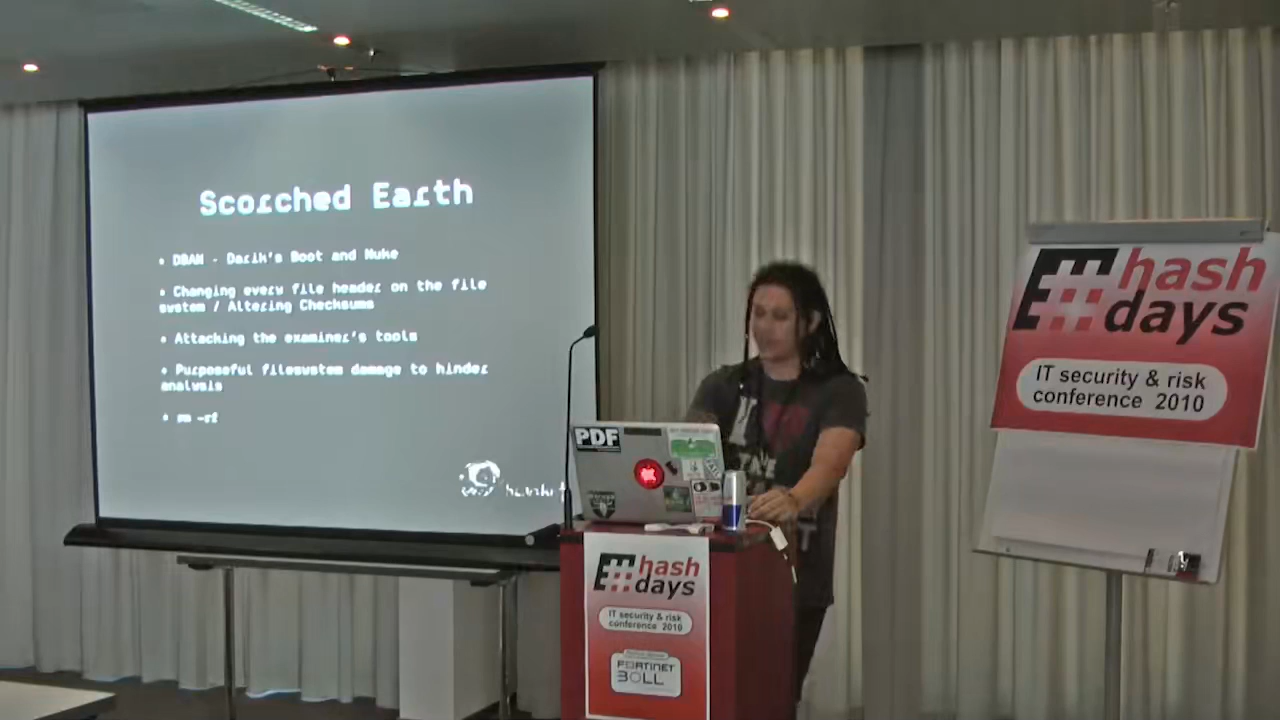 Scorched Earth
• DBAN - Darik's Boot and Nuke
• Changing every file header on the file
system / Altering Checksums
• Attacking the examiner's tools
• Purposeful filesystem damage to hinder
analysis
• rm -rf
PDF
hash
days
IT security & risk
conference 2010
hash
days
IT security & risk
conference 2010
FORTINET
BOLL